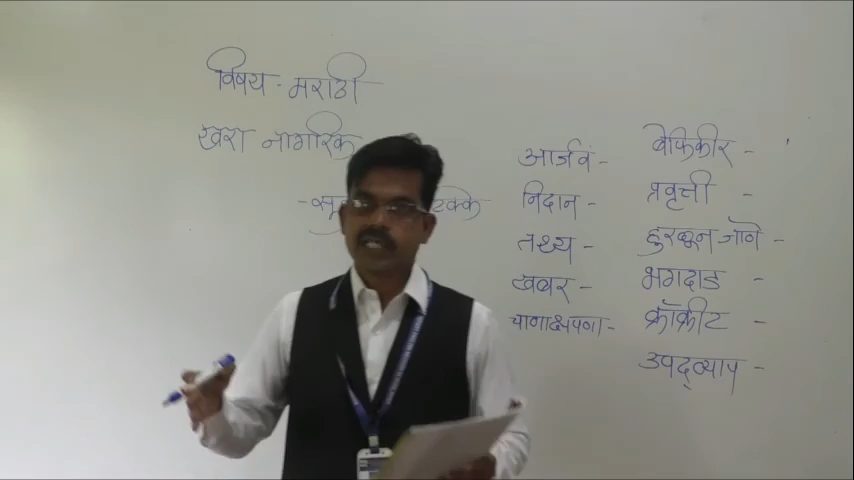 विषय - मराठी
खरा नागरिक
आर्जवं -
निदान -
तथ्य -
खबर -
चाणाक्षपणा -
बेफिकीर -
प्रवृत्ती -
हुरळून जाणे -
भगदाड -
काँक्रीट -
उपद्व्याप -